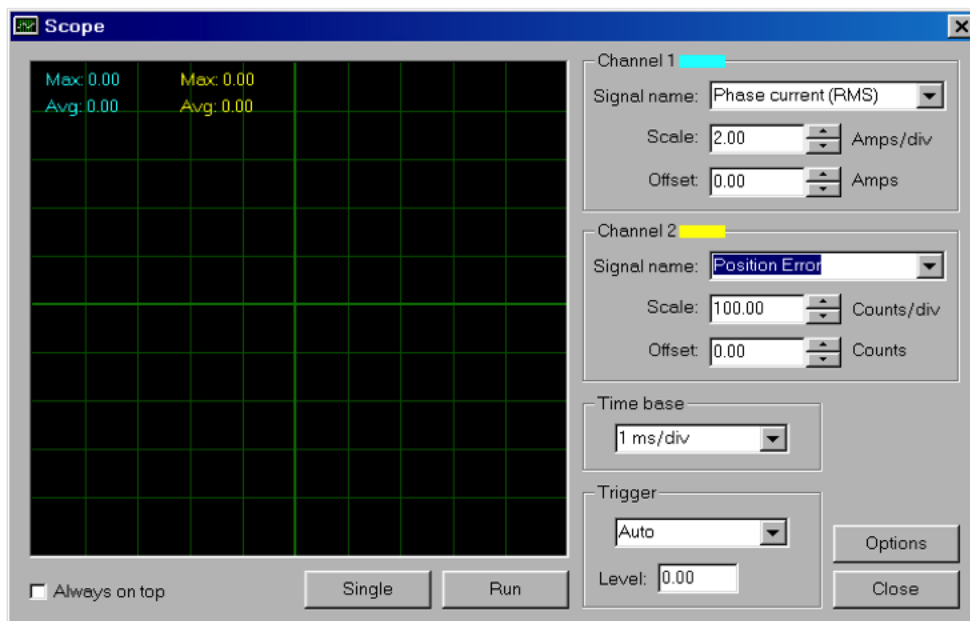 Scope
Max: 0.00 Max: 0.00
Avg: 0.00 Avg: 0.00
Channel 1
Signal name: Phase current (RMS)
Scale: 2.00 Amps/div
Offset: 0.00 Amps
Channel 2
Signal name: Position Error
Scale: 100.00 Counts/div
Offset: 0.00 Counts
Time base
1 ms/div
Trigger
Auto
Level: 0.00
Options
Always on top
Single
Run
Close